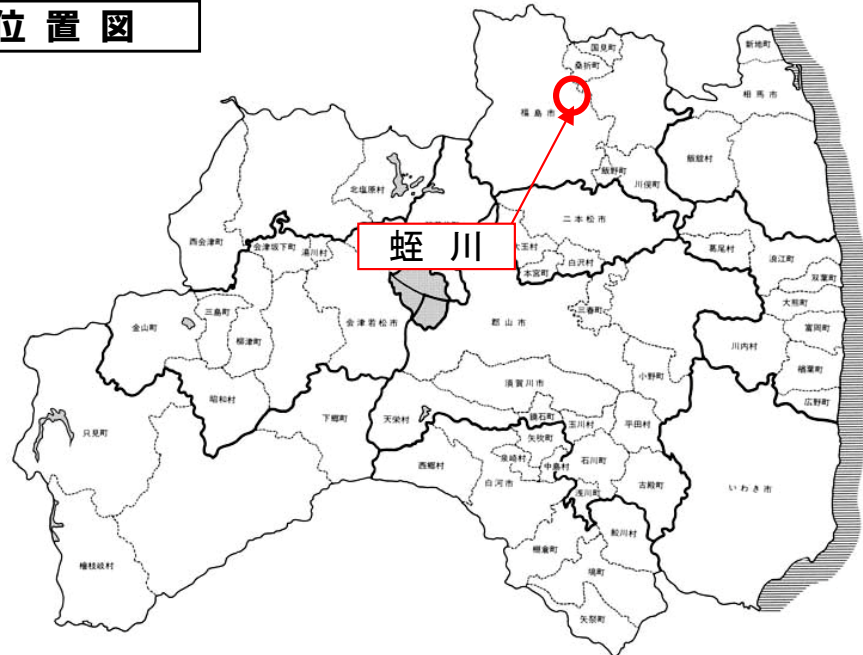 位置図
国見町
桑折町
新地町
相馬市
福島市
飯舘村
飯野町
川俣町
北塩原村
二本松市
西会津町
会津坂下町
湯川村
蛭川
大玉村
白沢村
本宮町
葛尾村
浪江町
双葉町
大熊町
三島町
金山町
柳津町
会津若松市
郡山市
三春町
富岡町
川内村
楢葉町
広野町
小野町
須賀川市
昭和村
下郷町
天栄村
鏡石町
玉川村
平田村
只見町
矢吹町
西郷村
泉崎村
中島村
石川町
白河市
浅川町
古殿町
いわき市
鮫川村
棚倉町
檜枝岐村
塙町
矢祭町